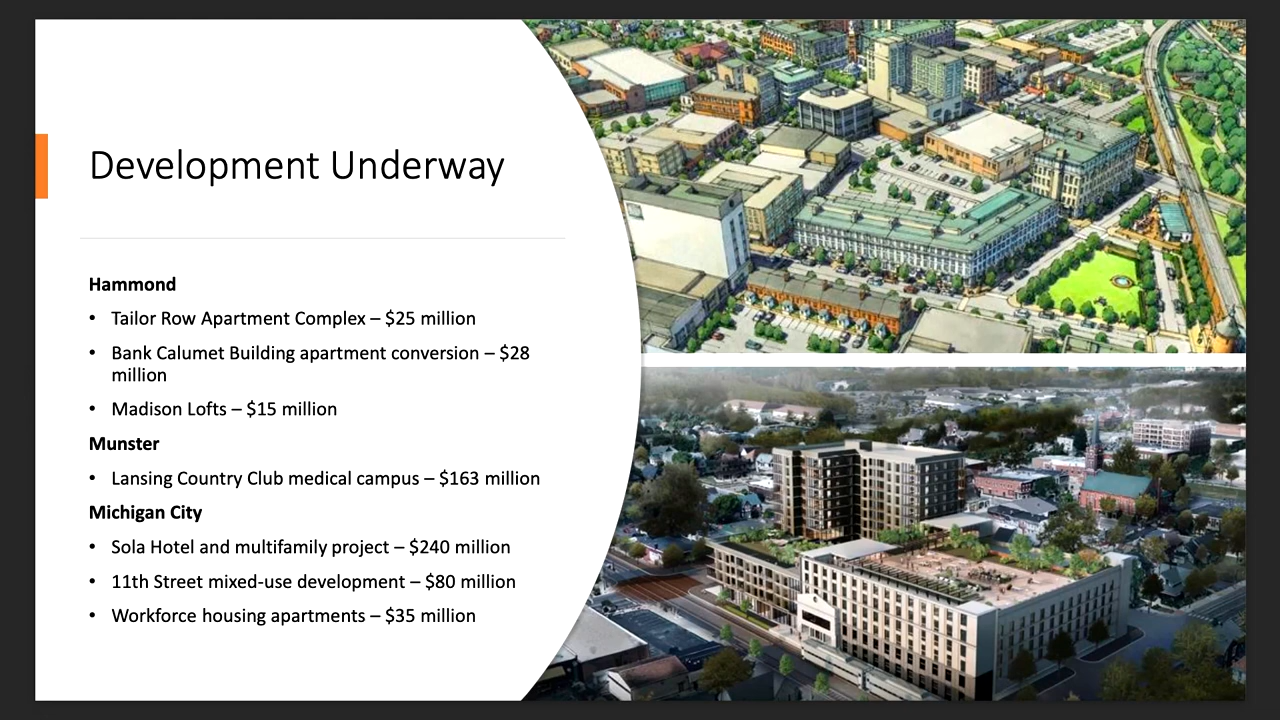 Development Underway
Hammond
• Tailor Row Apartment Complex – $25 million
• Bank Calumet Building apartment conversion – $28
million
• Madison Lofts – $15 million
Munster
• Lansing Country Club medical campus – $163 million
Michigan City
• Sola Hotel and multifamily project – $240 million
• 11th Street mixed-use development – $80 million
• Workforce housing apartments – $35 million